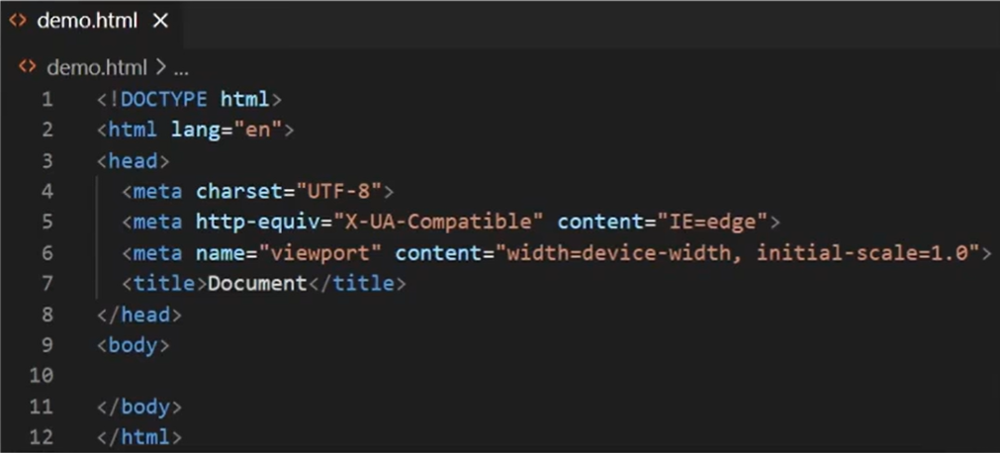 demo.html ×
demo.html > ...
1 <!DOCTYPE html>
2 <html lang="en">
3 <head>
4   <meta charset="UTF-8">
5   <meta http-equiv="X-UA-Compatible" content="IE=edge">
6   <meta name="viewport" content="width=device-width, initial-scale=1.0">
7   <title>Document</title>
8 </head>
9 <body>
10
11 </body>
12 </html>